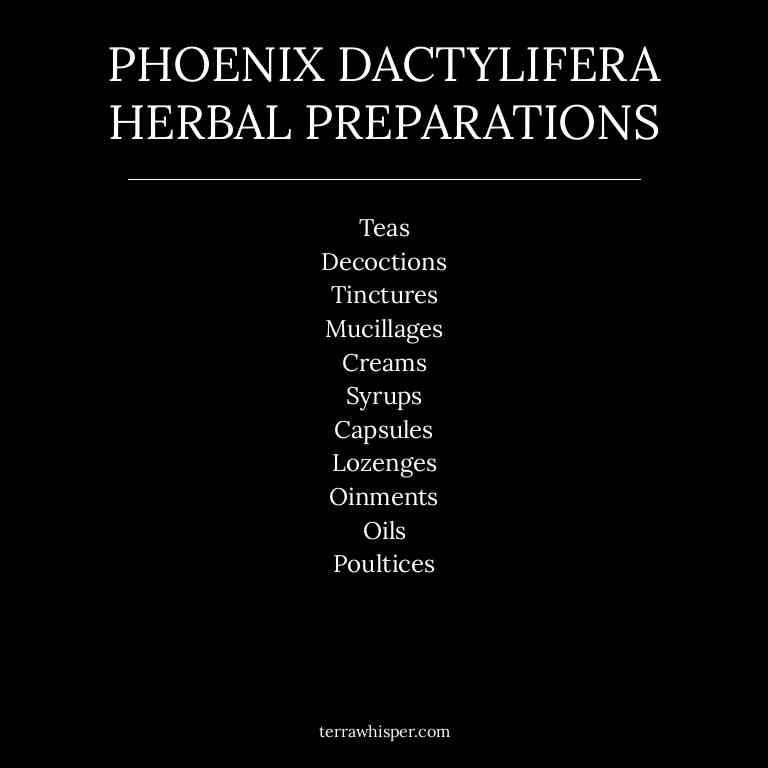 PHOENIX DACTYLIFERA
HERBAL PREPARATIONS
Teas
Decoctions
Tinctures
Mucillages
Creams
Syrups
Capsules
Lozenges
Oinments
Oils
Poultices
terrawhisper.com